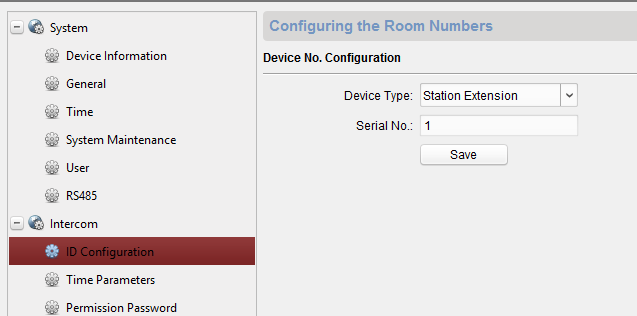 System
Device Information
General
Time
System Maintenance
User
RS485
Intercom
ID Configuration
Time Parameters
Permission Password
Configuring the Room Numbers
Device No. Configuration
Device Type: Station Extension
Serial No.: 1
Save